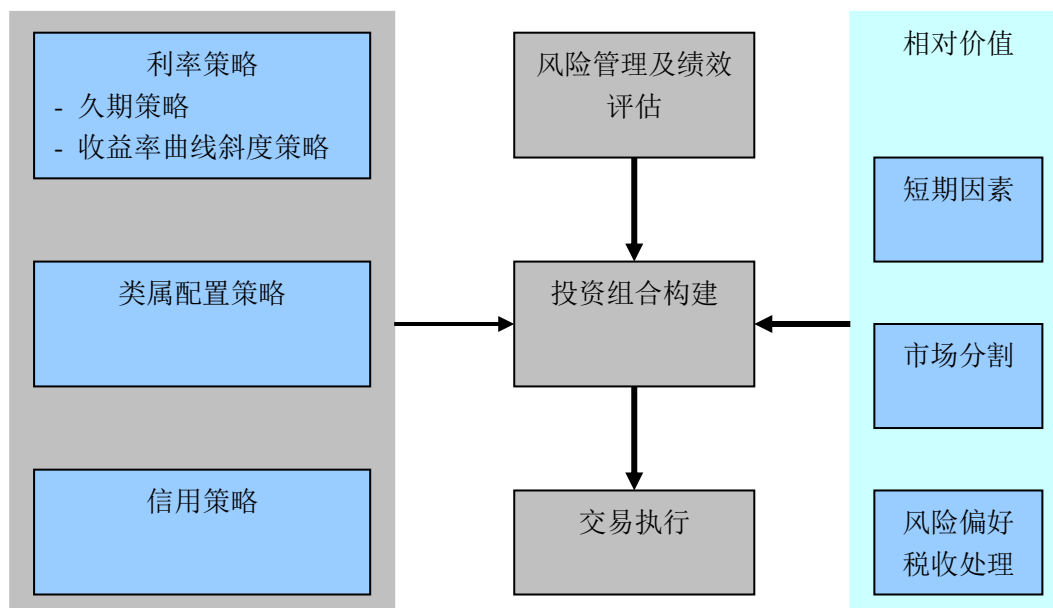 利率策略
- 久期策略
- 收益率曲线斜度策略
类属配置策略
信用策略
风险管理及绩效
评估
投资组合构建
交易执行
相对价值
短期因素
市场分割
风险偏好
税收处理